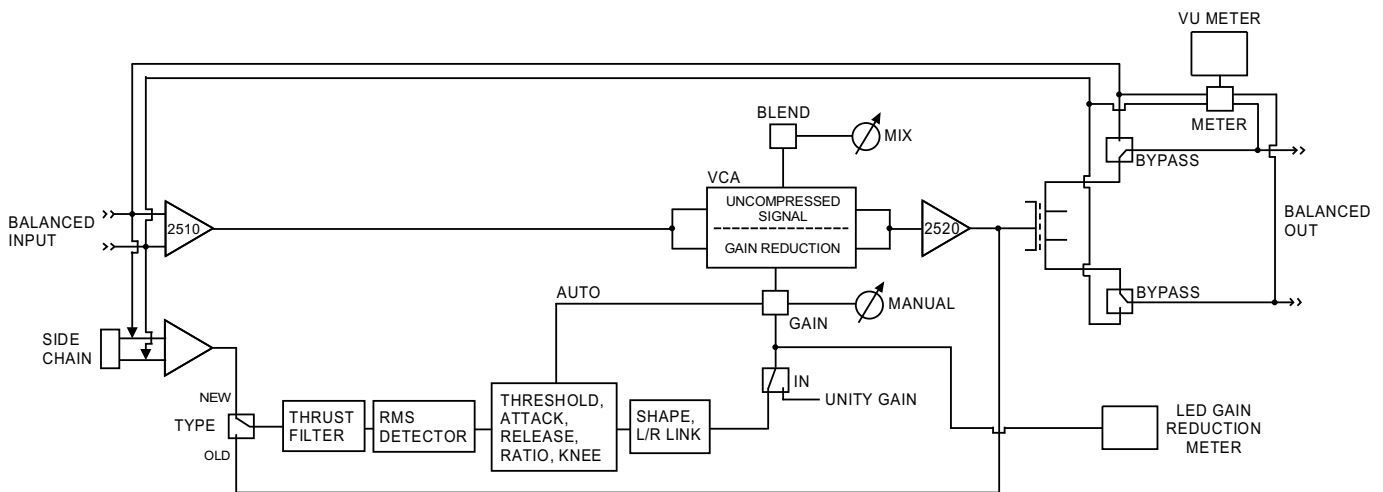 VU METER
METER
BLEND
MIX
BYPASS
VCA
UNCOMPRESSED
SIGNAL
GAIN REDUCTION
BALANCED
INPUT
2510
2520
BALANCED
OUT
AUTO
MANUAL
GAIN
BYPASS
SIDE
CHAIN
IN
UNITY GAIN
NEW
TYPE
OLD
THRUST
FILTER
RMS
DETECTOR
THRESHOLD,
ATTACK,
RELEASE,
RATIO, KNEE
SHAPE,
L/R LINK
LED GAIN
REDUCTION
METER